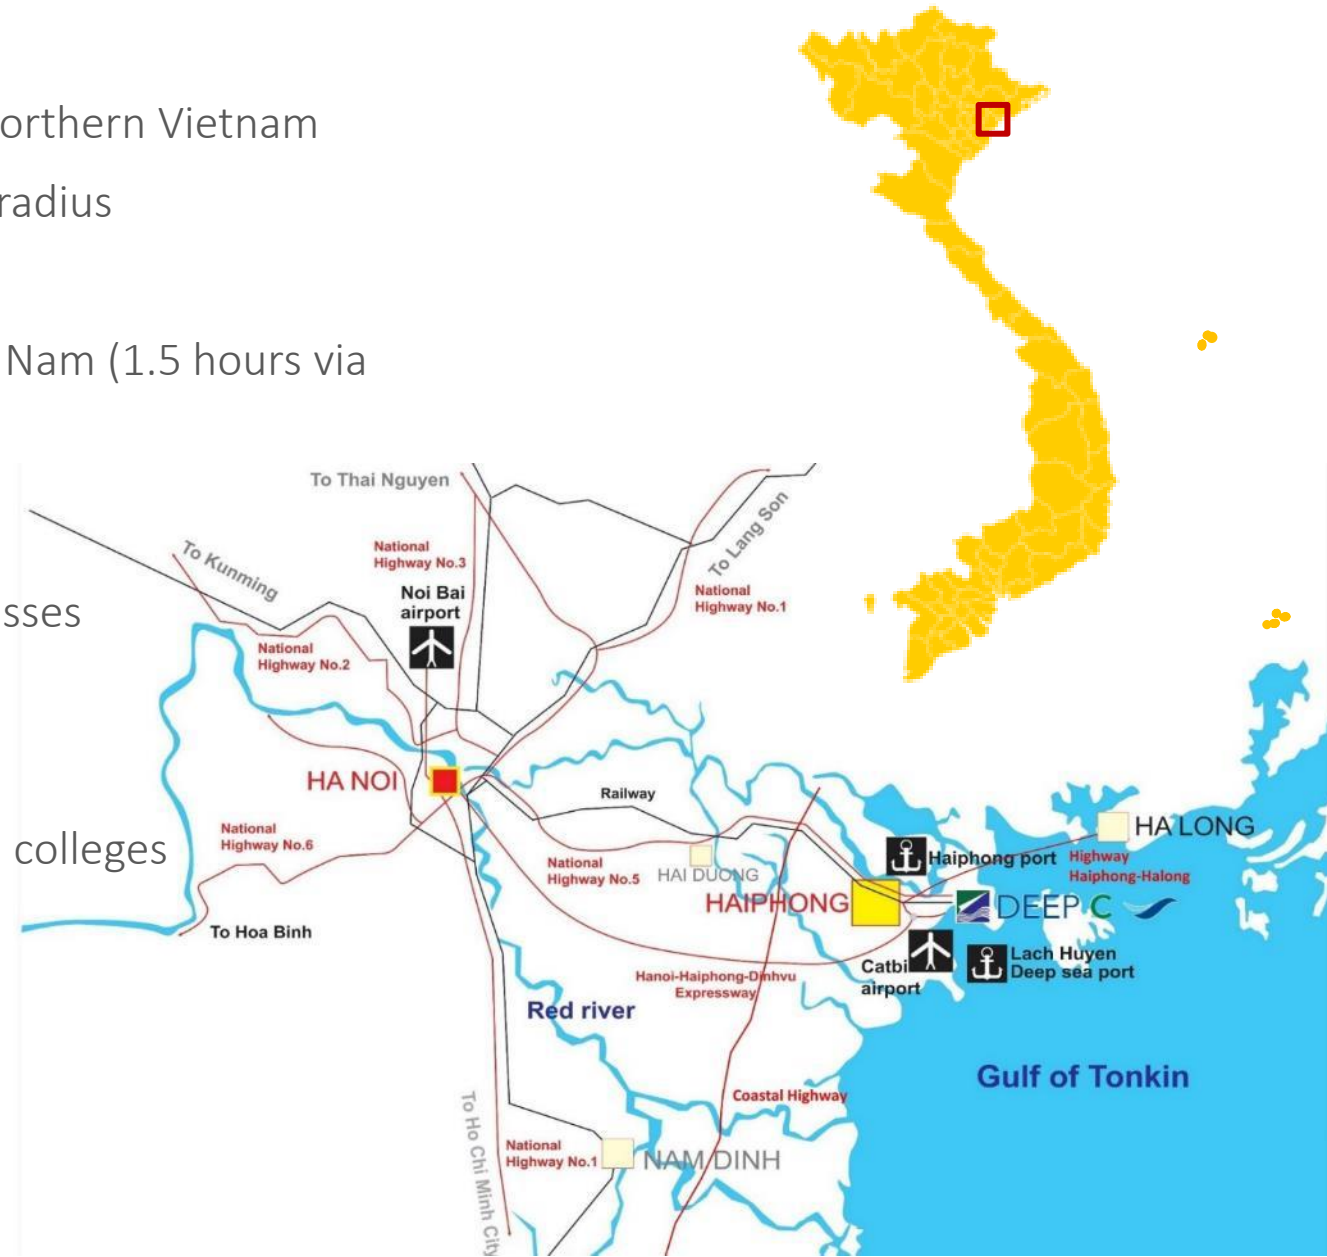 orthern Vietnam
radius
Nam (1.5 hours via
sses
colleges
To Thai Nguyen
To Kunming
National
Highway No.3
Noi Bai
airport
To Lang Son
National
Highway No.1
National
Highway No.2
HA NOI
Railway
National
Highway No.6
National
Highway No.5
HAI DUONG
To Hoa Binh
HAIPHONG
Haiphong port
HA LONG
Highway
Haiphong-Halong
DEEP C
Catbi
airport
Lach Huyen
Deep sea port
Hanoi-Haiphong-Dinhvu
Expressway
Red river
Gulf of Tonkin
Coastal Highway
To Ho Chi Minh City
National
Highway No.1
NAM DINH